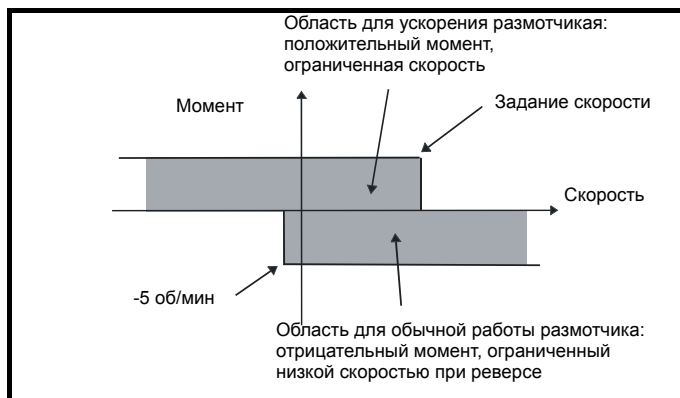 Область для ускорения размотчикая:
положительный момент,
ограниченная скорость
Момент
Задание скорости
Скорость
-5 об/мин
Область для обычной работы размотчика:
отрицательный момент, ограниченный
низкой скоростью при реверсе